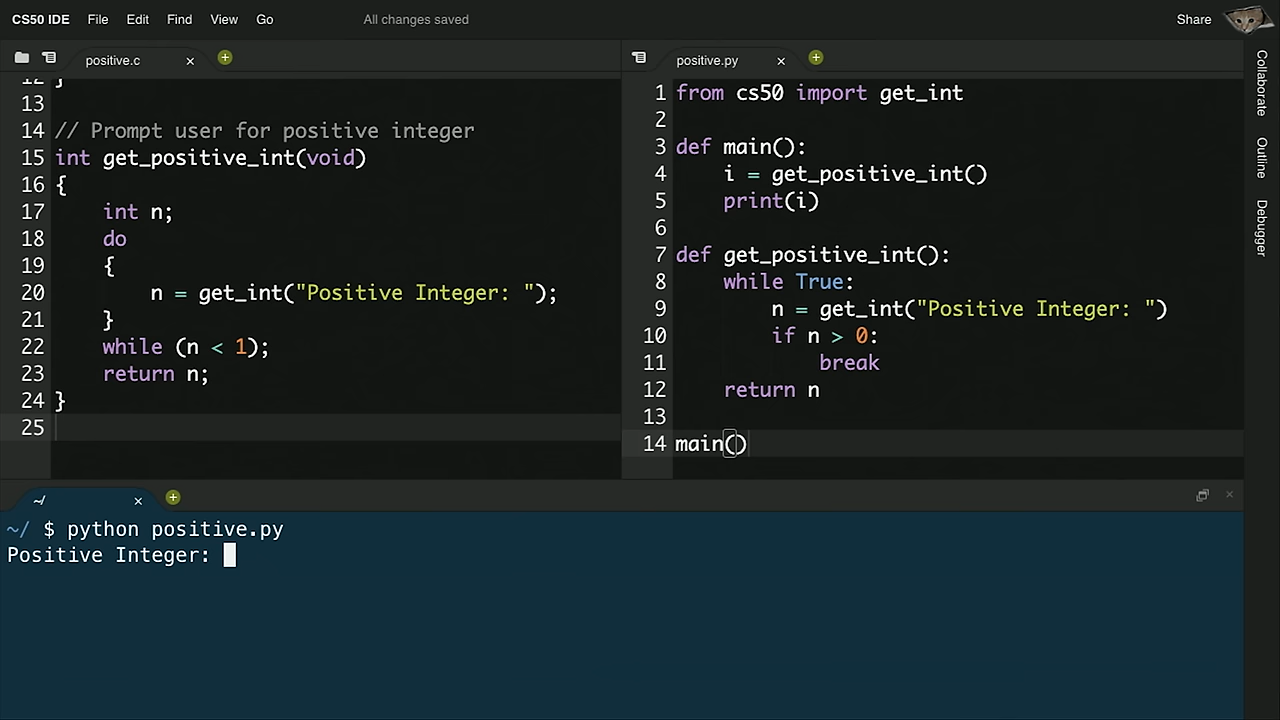 CS50 IDE File Edit Find View Go All changes saved Share
positive.c
12 }
13
14 // Prompt user for positive integer
15 int get_positive_int(void)
16 {
17     int n;
18     do
19     {
20         n = get_int("Positive Integer: ");
21     }
22     while (n < 1);
23     return n;
24 }
25
positive.py
1 from cs50 import get_int
2
3 def main():
4     i = get_positive_int()
5     print(i)
6
7 def get_positive_int():
8     while True:
9         n = get_int("Positive Integer: ")
10         if n > 0:
11             break
12     return n
13
14 main()
Collaborate
Outline
Debugger
~/
~/ $ python positive.py
Positive Integer: